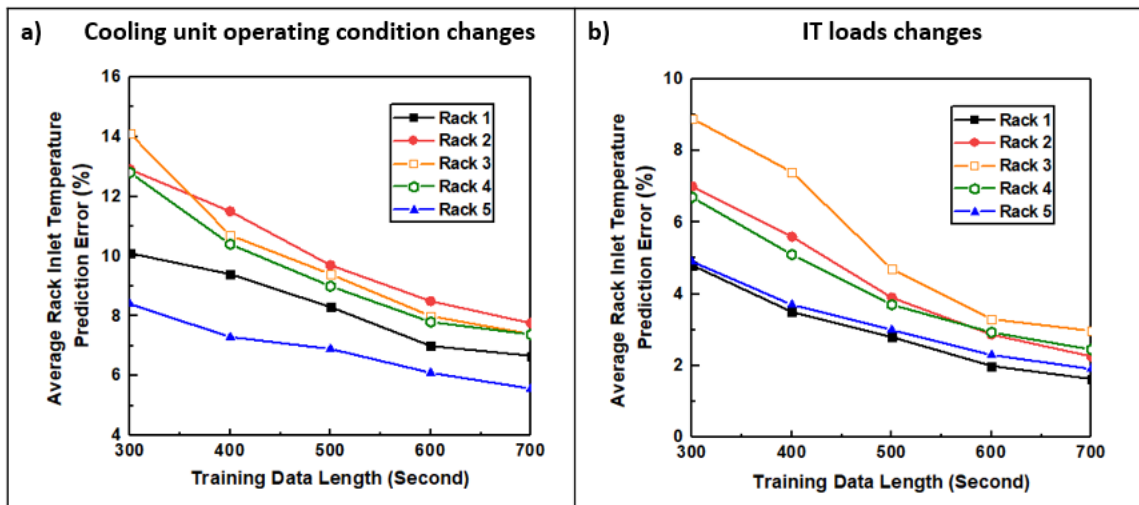 a) Cooling unit operating condition changes
Average Rack Inlet Temperature
Prediction Error (%)
16
14
12
10
8
6
4
300 400 500 600 700
Training Data Length (Second)
Rack 1
Rack 2
Rack 3
Rack 4
Rack 5
b) IT loads changes
Average Rack Inlet Temperature
Prediction Error (%)
10
8
6
4
2
0
300 400 500 600 700
Training Data Length (Second)
Rack 1
Rack 2
Rack 3
Rack 4
Rack 5